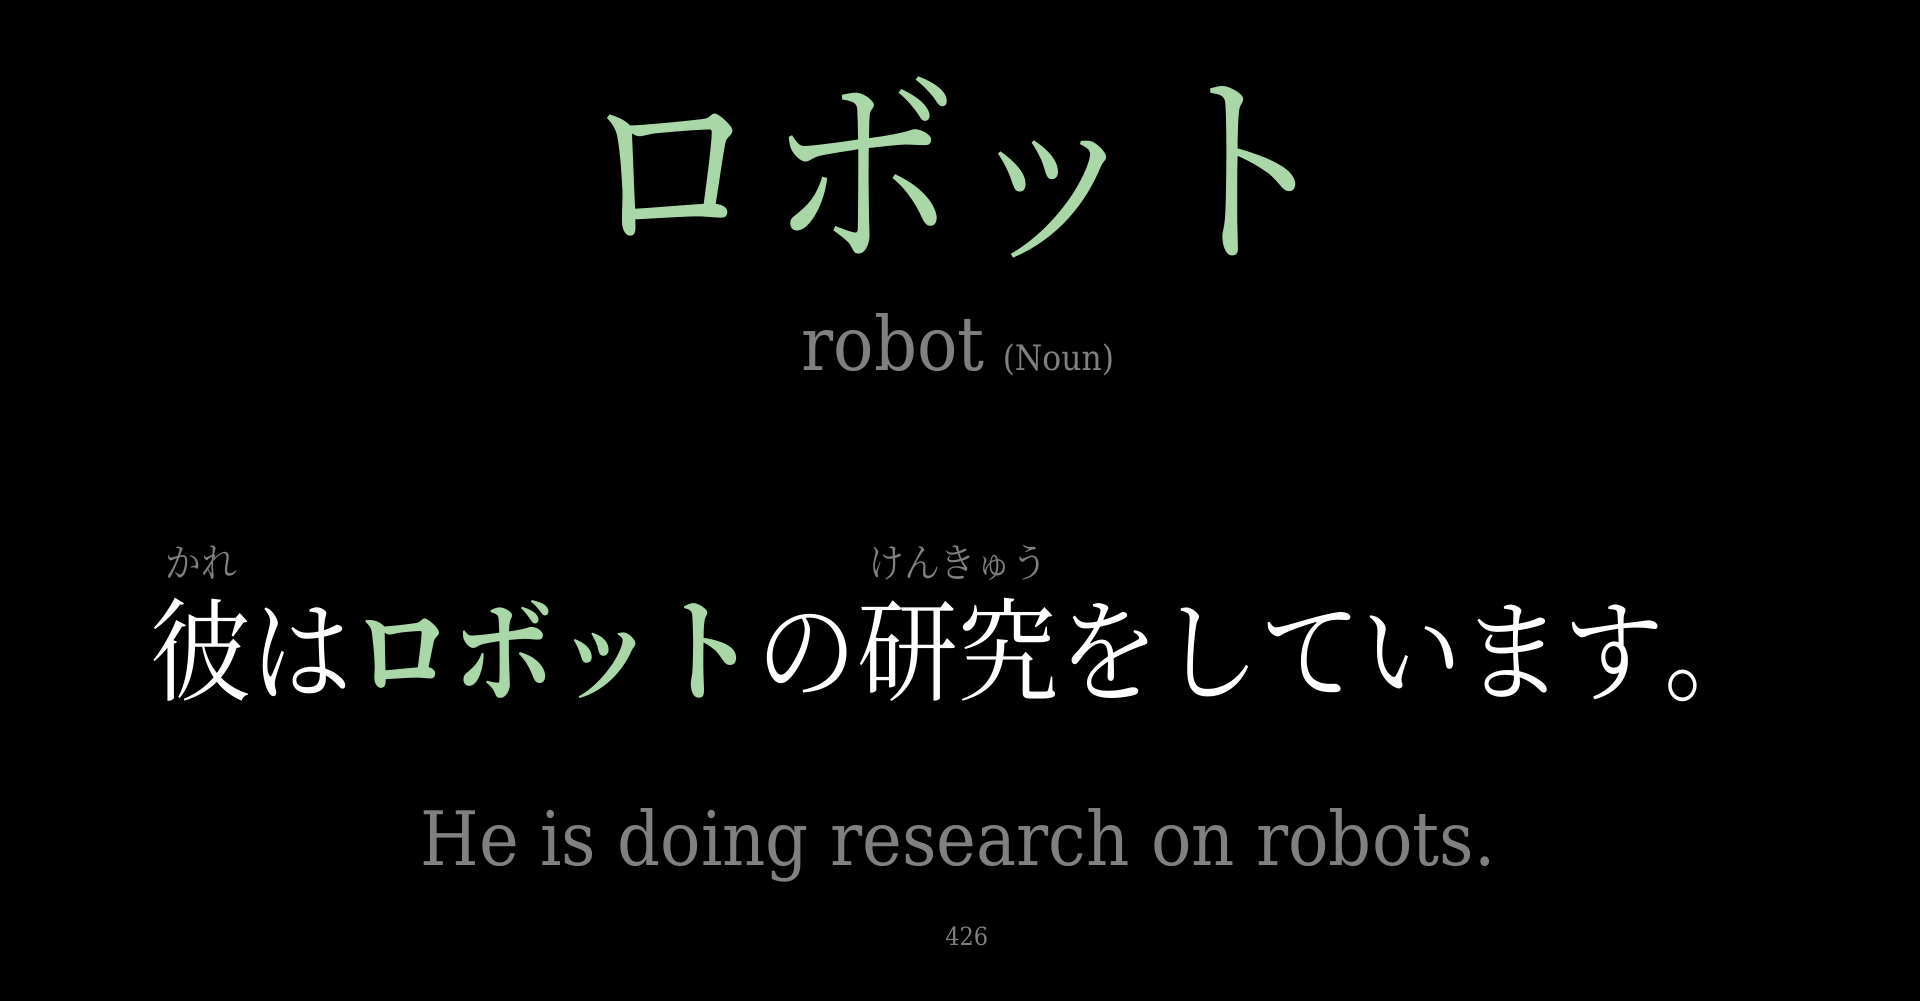 ロボット
robot (Noun)
かれ けんきゅう
彼はロボットの研究をしています。
He is doing research on robots.
426